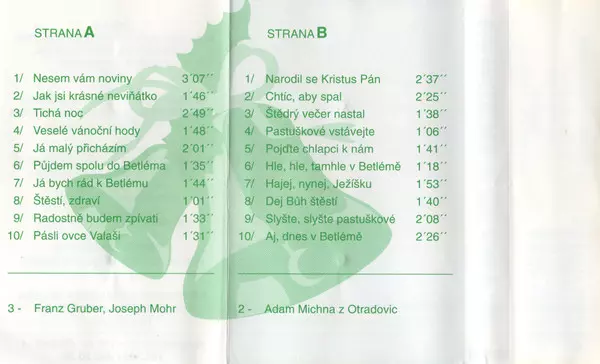 STRANA A
1/ Nesem vám noviny 3´07´´
2/ Jak jsi krásné neviňátko 1´46´´
3/ Tichá noc 2´49´´
4/ Veselé vánoční hody 1´48´´
5/ Já malý přicházím 2´01´´
6/ Půjdem spolu do Betléma 1´35´´
7/ Já bych rád k Betlému 1´44´´
8/ Štěstí, zdraví 1´01´´
9/ Radostně budem zpívati 1´33´´
10/ Pásli ovce Valaši 1´31´´
3 - Franz Gruber, Joseph Mohr
STRANA B
1/ Narodil se Kristus Pán 2´37´´
2/ Chtíc, aby spal 2´25´´
3/ Štědrý večer nastal 1´38´´
4/ Pastuškové vstávejte 1´06´´
5/ Pojďte chlapci k nám 1´41´´
6/ Hle, hle, tamhle v Betlémě 1´18´´
7/ Hajej, nynej, Ježíšku 1´53´´
8/ Dej Bůh štěstí 1´40´´
9/ Slyšte, slyšte pastuškové 2´08´´
10/ Aj, dnes v Betlémě 2´26´´
2 - Adam Michna z Otradovic